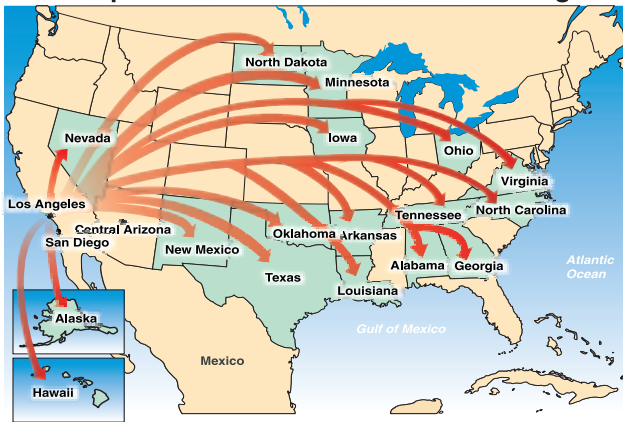 North Dakota
Minnesota
Nevada
Iowa
Ohio
Virginia
Los Angeles
Tennessee
North Carolina
Central Arizona
San Diego
New Mexico
Oklahoma
Arkansas
Texas
Alabama
Georgia
Louisiana
Atlantic
Ocean
Alaska
Gulf of Mexico
Mexico
Hawaii